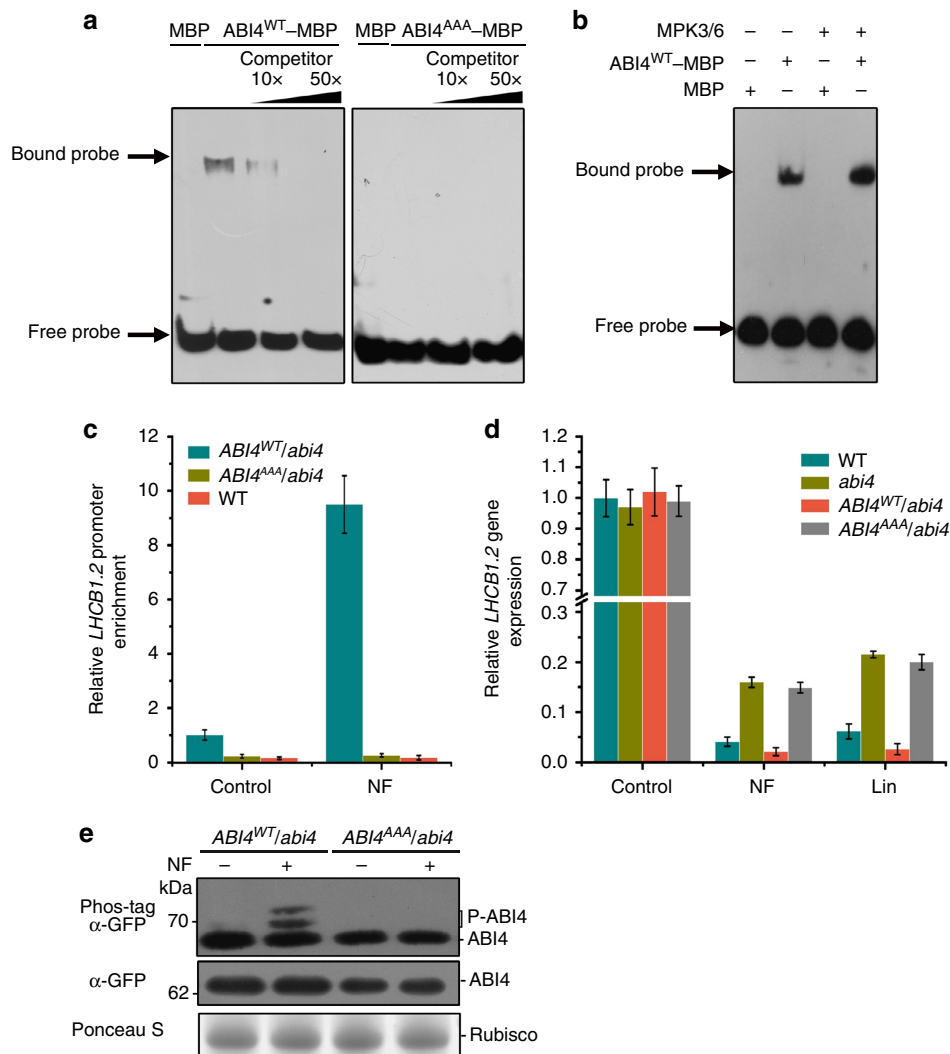 a
MBP ABI4WT–MBP
Competitor
10× 50×
MBP ABI4AAA–MBP
Competitor
10× 50×
Bound probe
Free probe
b
MPK3/6 – – + +
ABI4WT–MBP – + – +
MBP + – + –
Bound probe
Free probe
c
Relative LHCB1.2 promoter
enrichment
12
10
8
6
4
2
0
ABI4WT/abi4
ABI4AAA/abi4
WT
Control NF
d
Relative LHCB1.2 gene
expression
1.2
1.1
1.0
0.9
0.8
0.7
0.2
0.1
0.0
WT
abi4
ABI4WT/abi4
ABI4AAA/abi4
Control NF Lin
e
ABI4WT/abi4 ABI4AAA/abi4
NF – + – +
kDa
Phos-tag
α-GFP
70
P-ABI4
ABI4
α-GFP
62
ABI4
Ponceau S
Rubisco